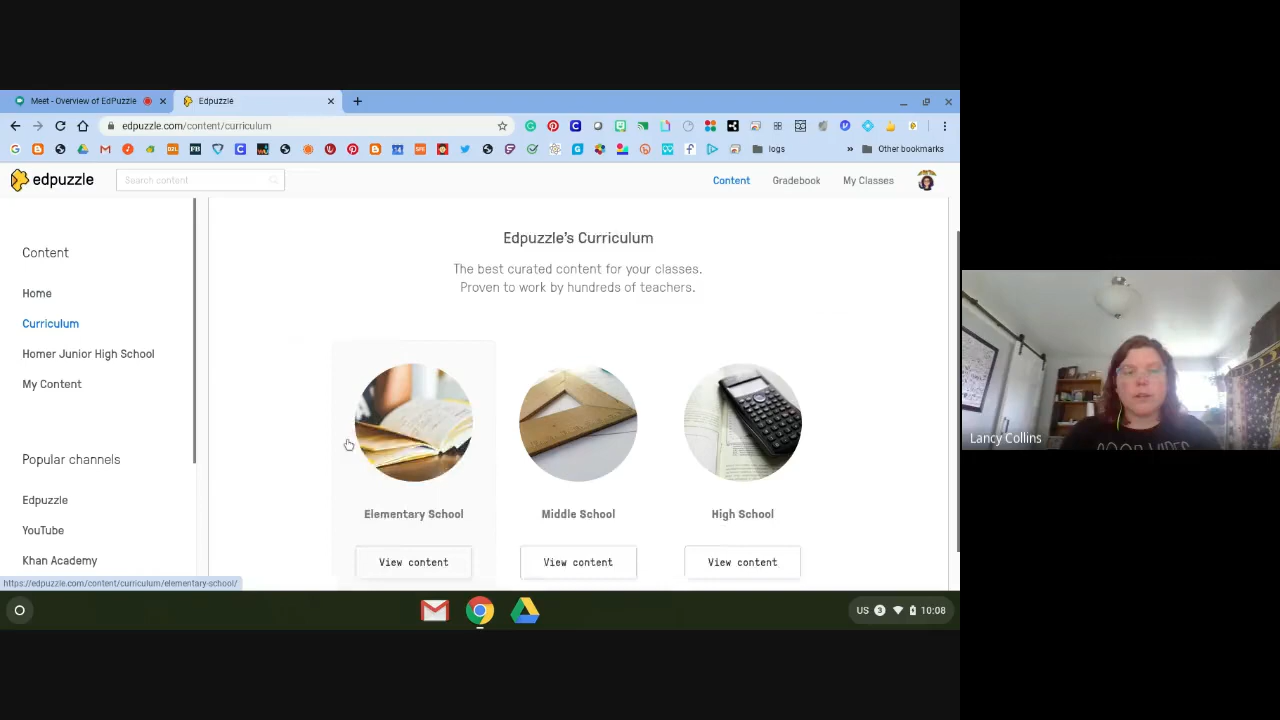 Meet - Overview of EdPuzzle
Edpuzzle
edpuzzle.com/content/curriculum
logs
»
Other bookmarks
edpuzzle
Search content
Content
Gradebook
My Classes
Content
Home
Curriculum
Homer Junior High School
My Content
Popular channels
Edpuzzle
YouTube
Khan Academy
Edpuzzle's Curriculum
The best curated content for your classes.
Proven to work by hundreds of teachers.
Elementary School
Middle School
High School
View content
View content
View content
https://edpuzzle.com/content/curriculum/elementary-school/
US
3
10:08
Lancy Collins